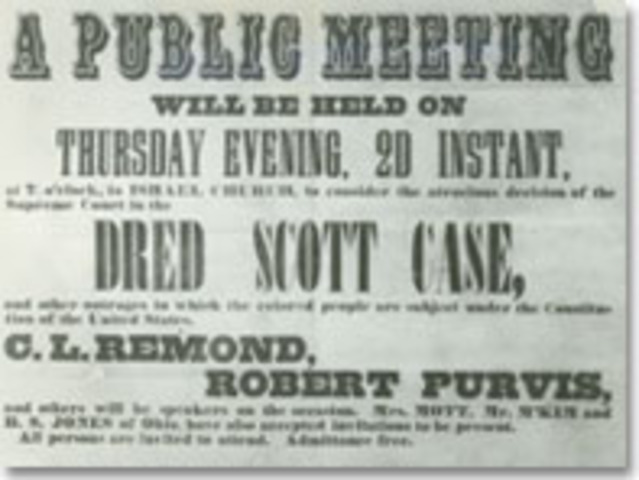 A PUBLIC MEETING
WILL BE HELD ON
THURSDAY EVENING, 2D INSTANT,
at 7 o'clock, in ISRAEL CHURCH, to consider the atrocious decision of the
Supreme Court in the
DRED SCOTT CASE,
and other outrages to which the colored people are subject under the Constitu-
tion of the United States.
C. L. REMOND,
ROBERT PURVIS,
and others will be speakers on the occasion. Mrs. MOTT, Mr. M'KIM and
B. S. JONES of Ohio, have also accepted invitations to be present.
All persons are invited to attend. Admittance free.